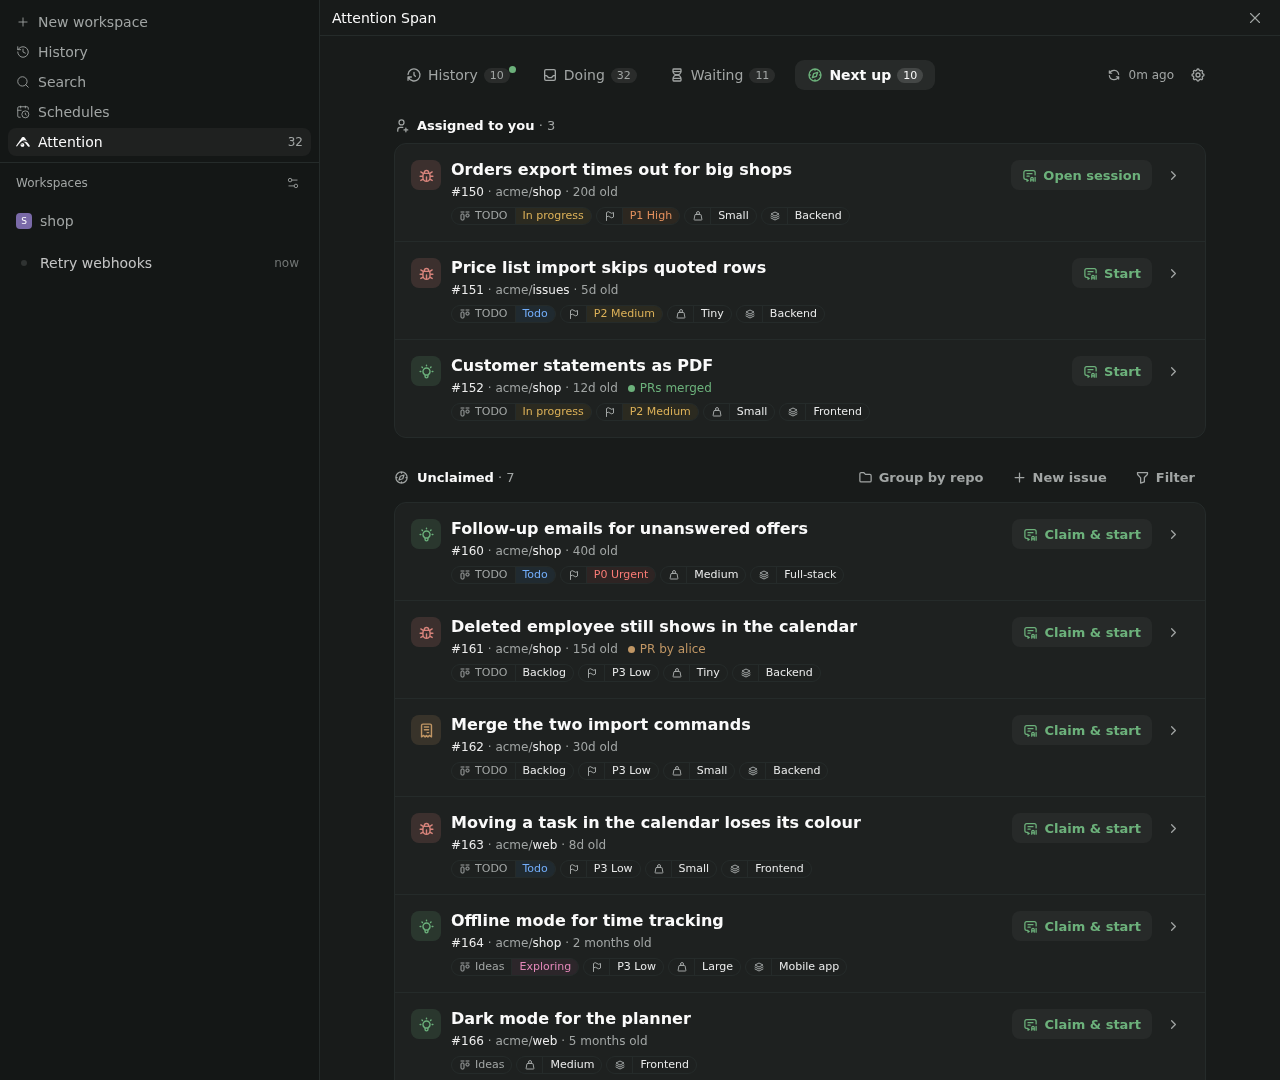 New workspace
History
Search
Schedules
Attention 32
Workspaces
S shop
Retry webhooks now
Attention Span
History 10 Doing 32 Waiting 11 Next up 10 0m ago
Assigned to you · 3
Orders export times out for big shops Open session
#150 · acme/shop · 20d old
TODO In progress P1 High Small Backend
Price list import skips quoted rows Start
#151 · acme/issues · 5d old
TODO Todo P2 Medium Tiny Backend
Customer statements as PDF Start
#152 · acme/shop · 12d old PRs merged
TODO In progress P2 Medium Small Frontend
Unclaimed · 7 Group by repo New issue Filter
Follow-up emails for unanswered offers Claim & start
#160 · acme/shop · 40d old
TODO Todo P0 Urgent Medium Full-stack
Deleted employee still shows in the calendar Claim & start
#161 · acme/shop · 15d old PR by alice
TODO Backlog P3 Low Tiny Backend
Merge the two import commands Claim & start
#162 · acme/shop · 30d old
TODO Backlog P3 Low Small Backend
Moving a task in the calendar loses its colour Claim & start
#163 · acme/web · 8d old
TODO Todo P3 Low Small Frontend
Offline mode for time tracking Claim & start
#164 · acme/shop · 2 months old
Ideas Exploring P3 Low Large Mobile app
Dark mode for the planner Claim & start
#166 · acme/web · 5 months old
Ideas Medium Frontend